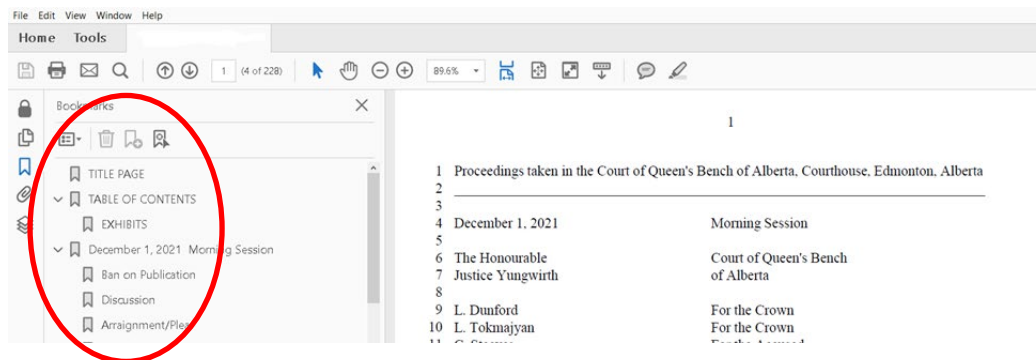 File Edit View Window Help
Home Tools
1 (4 of 228) 89.6%
Bookmarks
TITLE PAGE
TABLE OF CONTENTS
EXHIBITS
December 1, 2021 Morning Session
Ban on Publication
Discussion
Arraignment/Plea
1
1 Proceedings taken in the Court of Queen's Bench of Alberta, Courthouse, Edmonton, Alberta
2
3
4 December 1, 2021 Morning Session
5
6 The Honourable Court of Queen's Bench
7 Justice Yungwirth of Alberta
8
9 L. Dunford For the Crown
10 L. Tokmajyan For the Crown